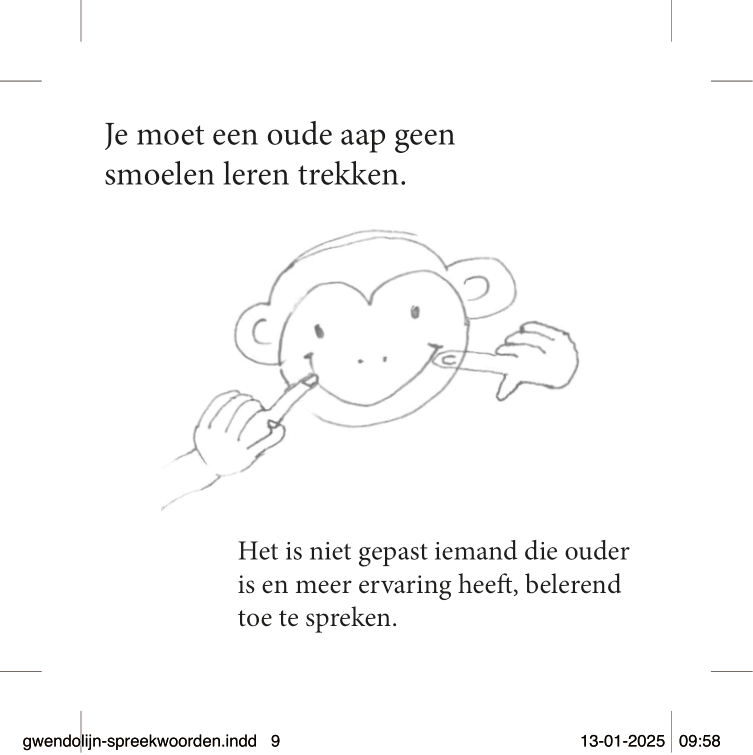 Je moet een oude aap geen
smoelen leren trekken.
Het is niet gepast iemand die ouder
is en meer ervaring heeft, belerend
toe te spreken.
gwendolijn-spreekwoorden.indd 9
13-01-2025 09:58